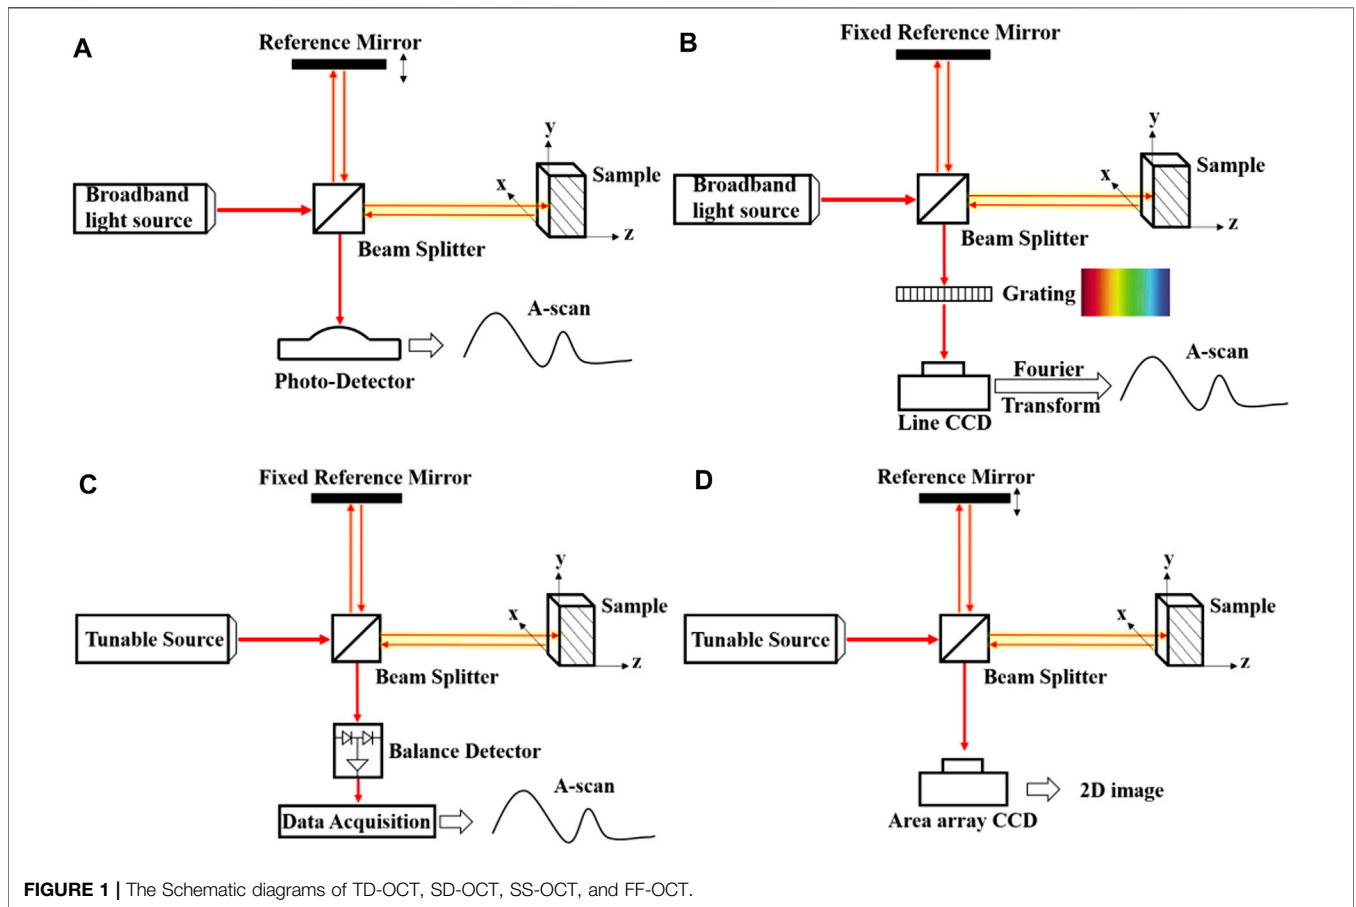 A
Reference Mirror
Broadband
light source
y
x
z
Sample
Beam Splitter
A-scan
Photo-Detector
B
Fixed Reference Mirror
Broadband
light source
y
x
z
Sample
Beam Splitter
Grating
Fourier
Transform
A-scan
Line CCD
C
Fixed Reference Mirror
Tunable Source
y
x
z
Sample
Beam Splitter
Balance Detector
A-scan
Data Acquisition
D
Reference Mirror
Tunable Source
y
x
z
Sample
Beam Splitter
2D image
Area array CCD
FIGURE 1 | The Schematic diagrams of TD-OCT, SD-OCT, SS-OCT, and FF-OCT.